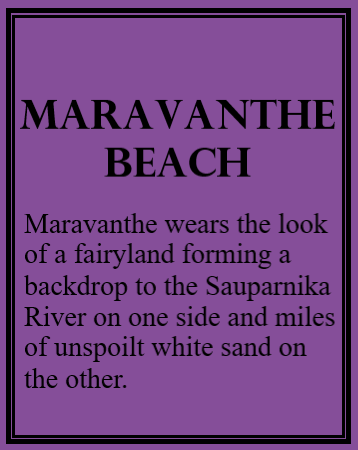 MARAVANTHE
BEACH
Maravanthe wears the look
of a fairyland forming a
backdrop to the Sauparnika
River on one side and miles
of unspoilt white sand on
the other.